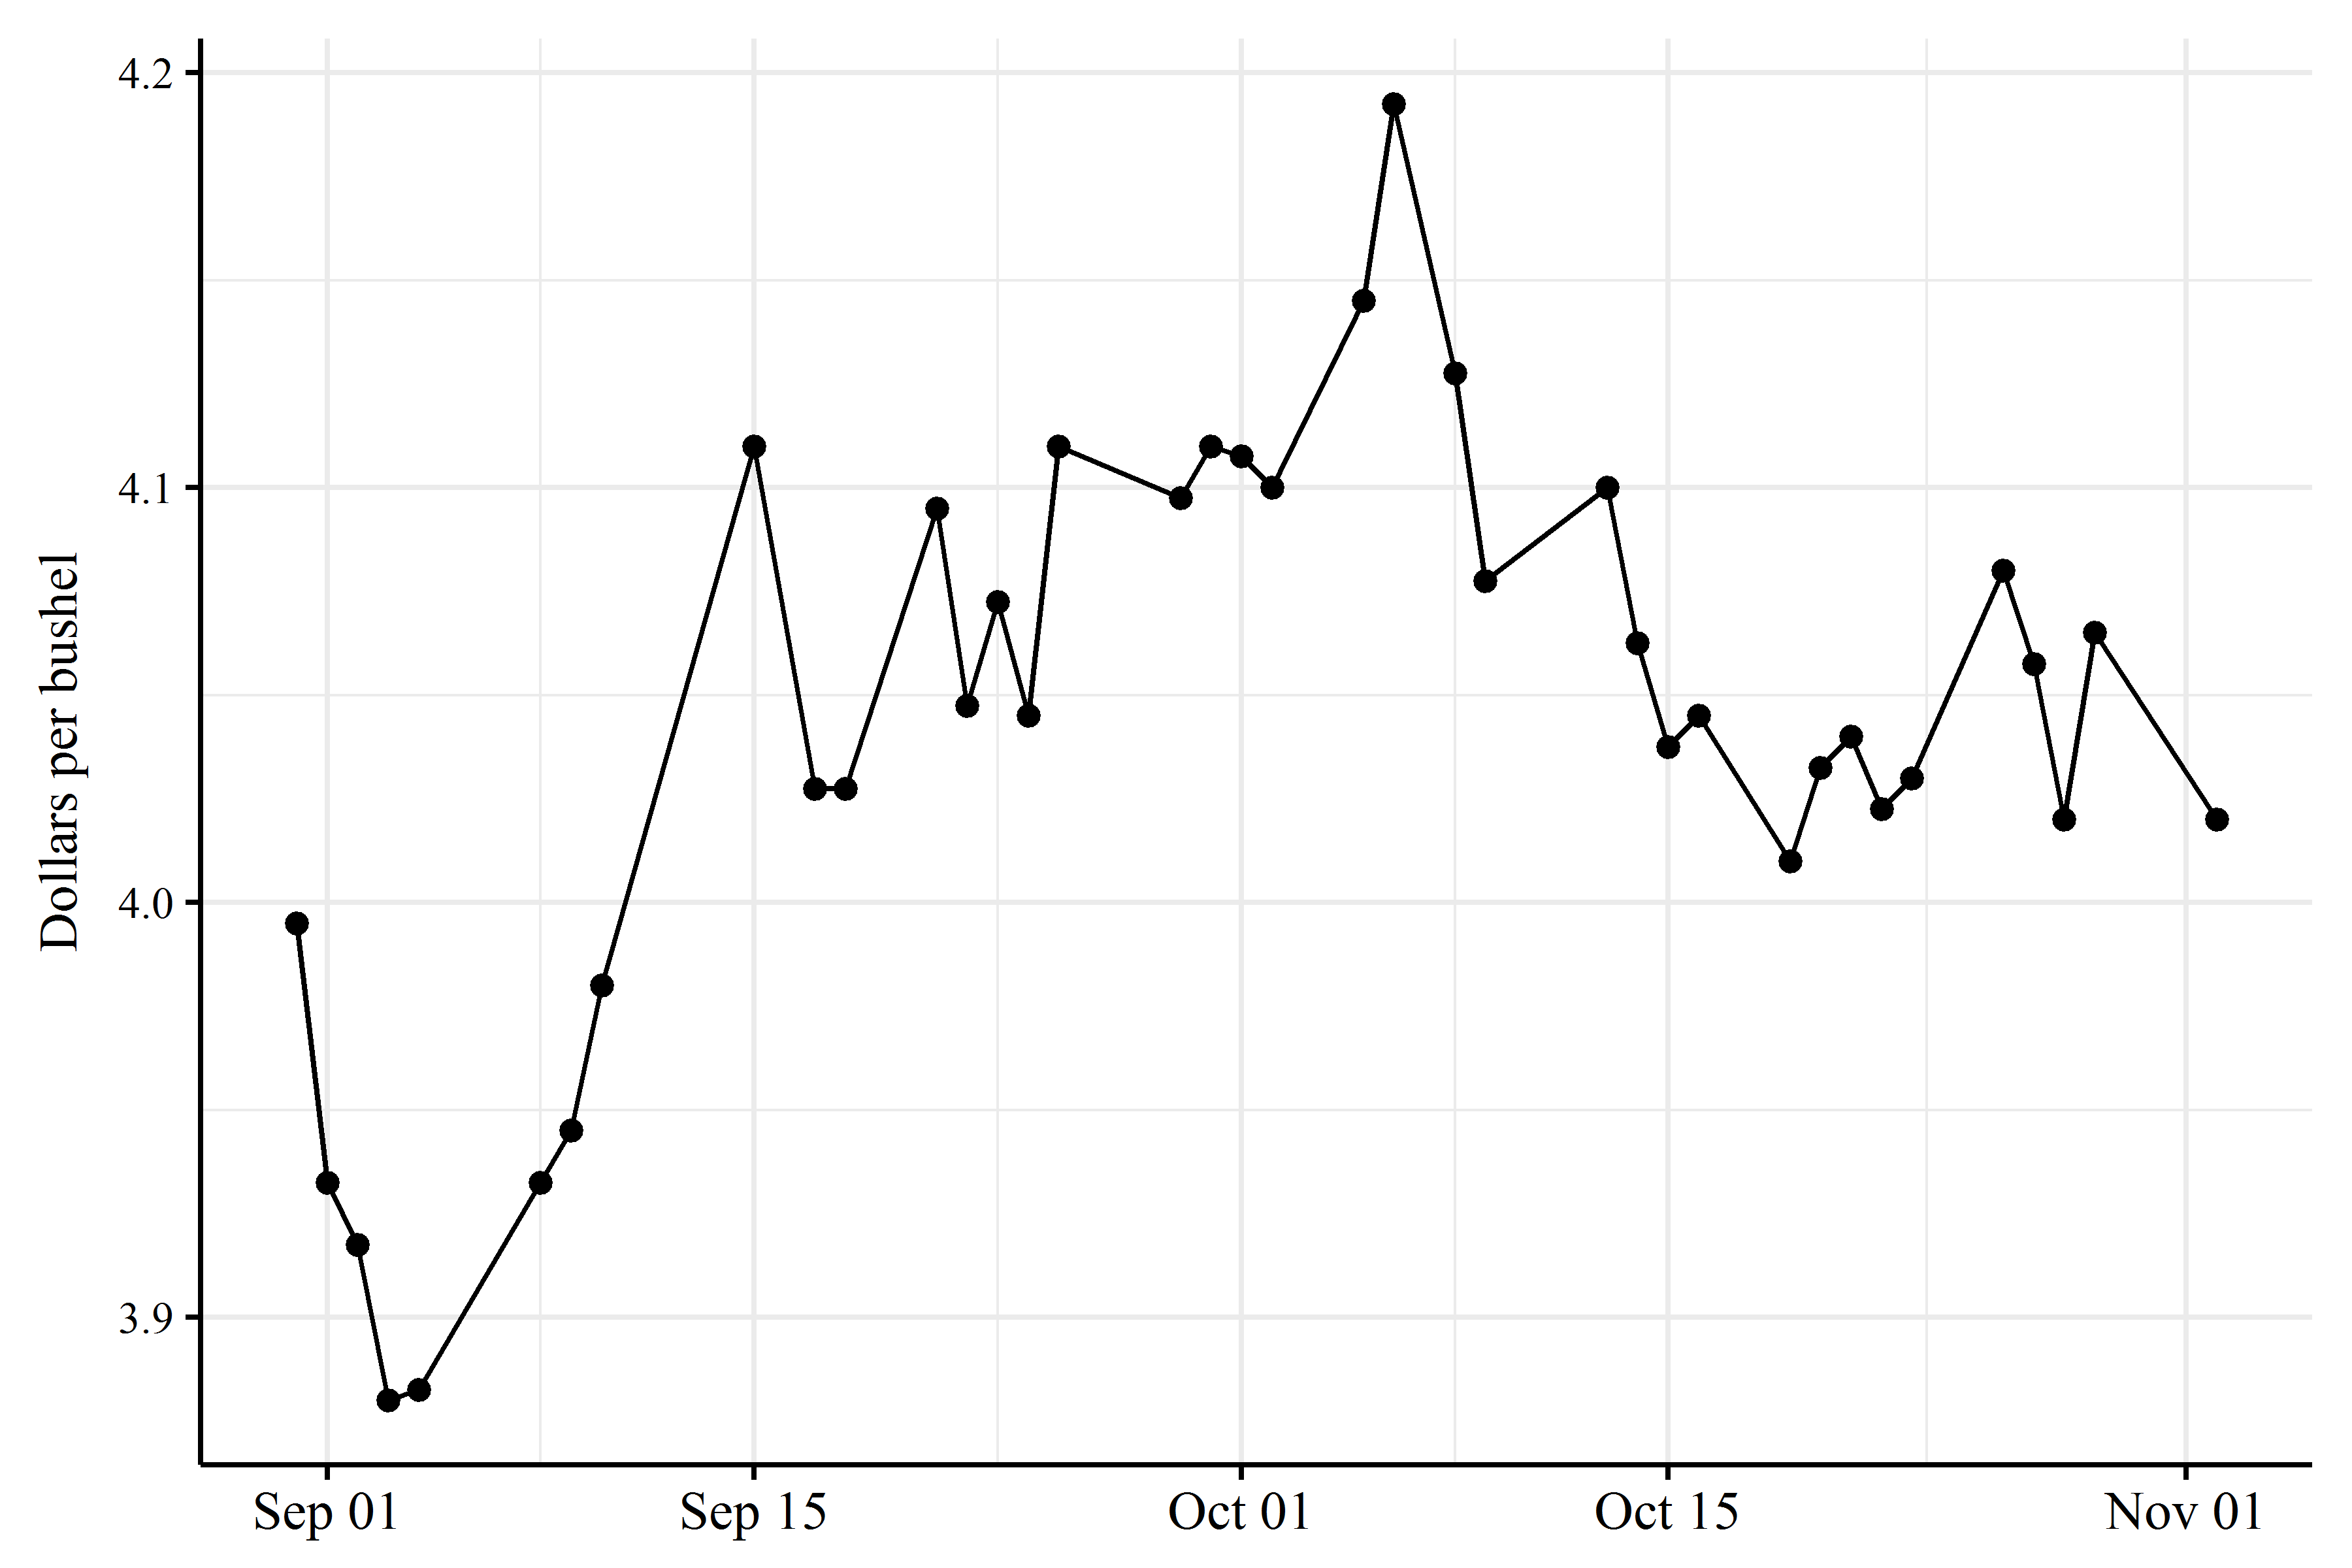 Dollars per bushel
4.2
4.1
4.0
3.9
Sep 01
Sep 15
Oct 01
Oct 15
Nov 01